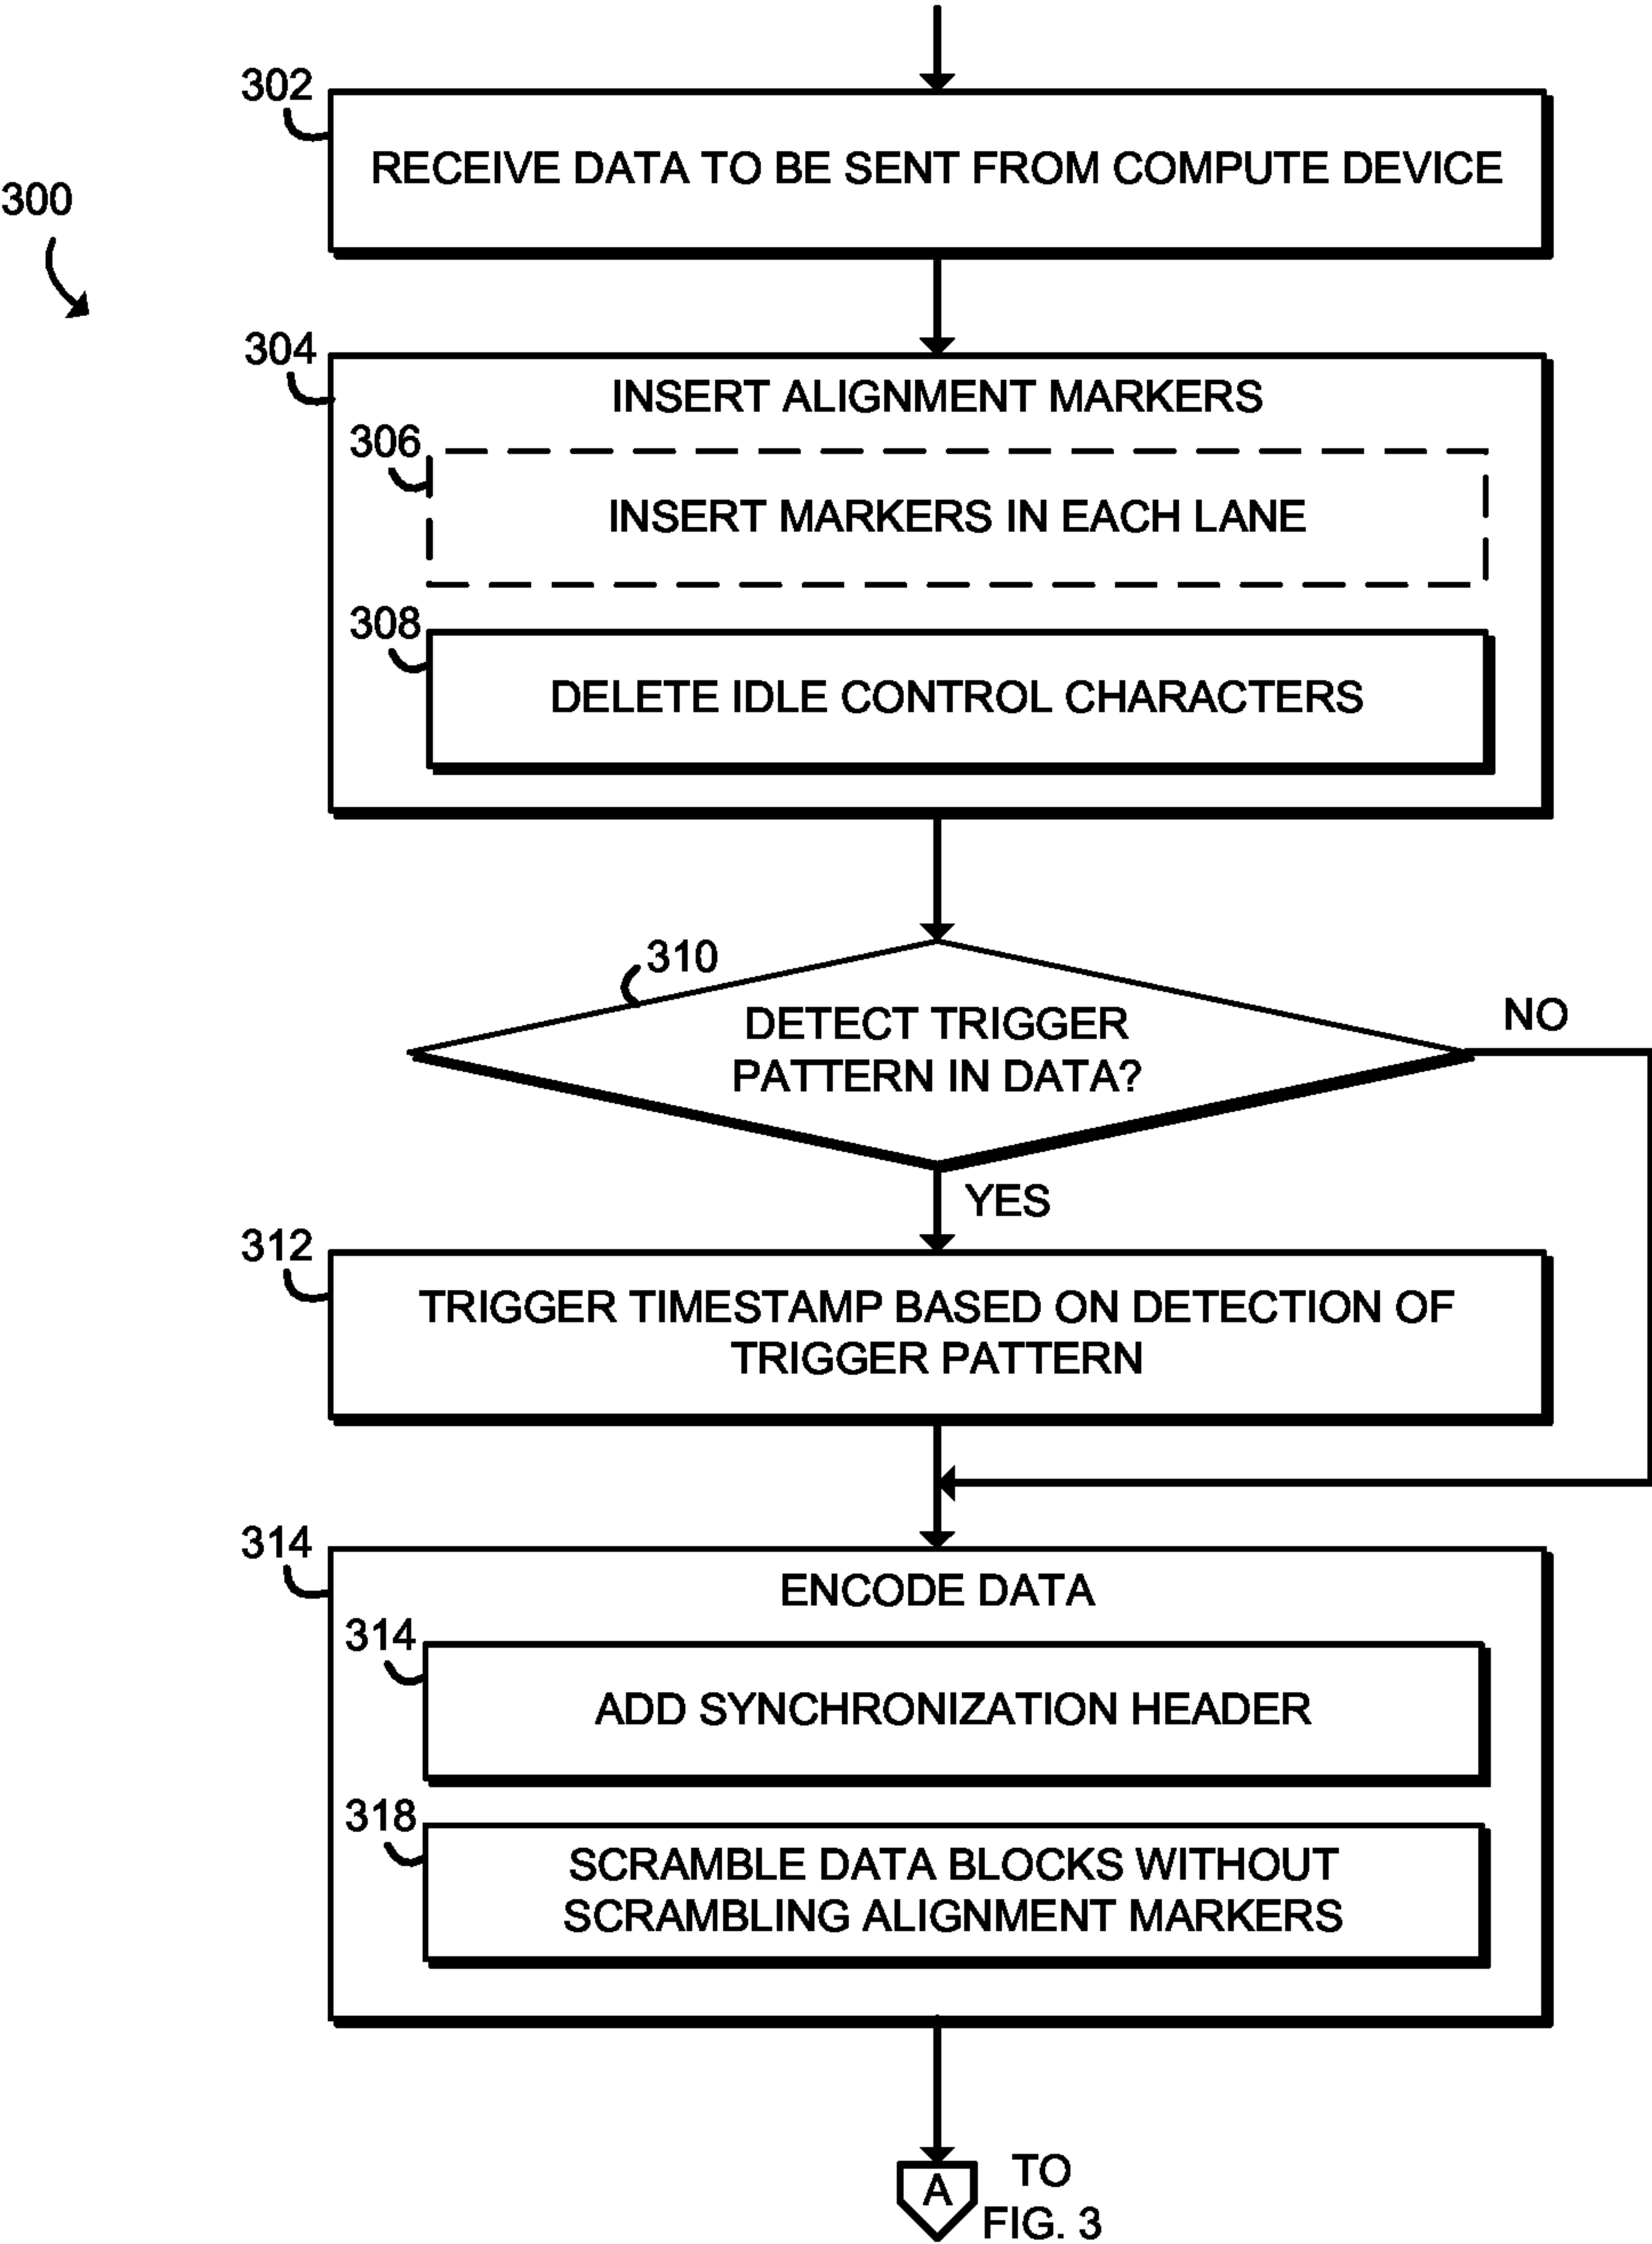 302
RECEIVE DATA TO BE SENT FROM COMPUTE DEVICE
300
304
INSERT ALIGNMENT MARKERS
306
INSERT MARKERS IN EACH LANE
308
DELETE IDLE CONTROL CHARACTERS
310
DETECT TRIGGER
PATTERN IN DATA?
NO
YES
312
TRIGGER TIMESTAMP BASED ON DETECTION OF
TRIGGER PATTERN
314
ENCODE DATA
314
ADD SYNCHRONIZATION HEADER
318
SCRAMBLE DATA BLOCKS WITHOUT
SCRAMBLING ALIGNMENT MARKERS
A
TO
FIG. 3